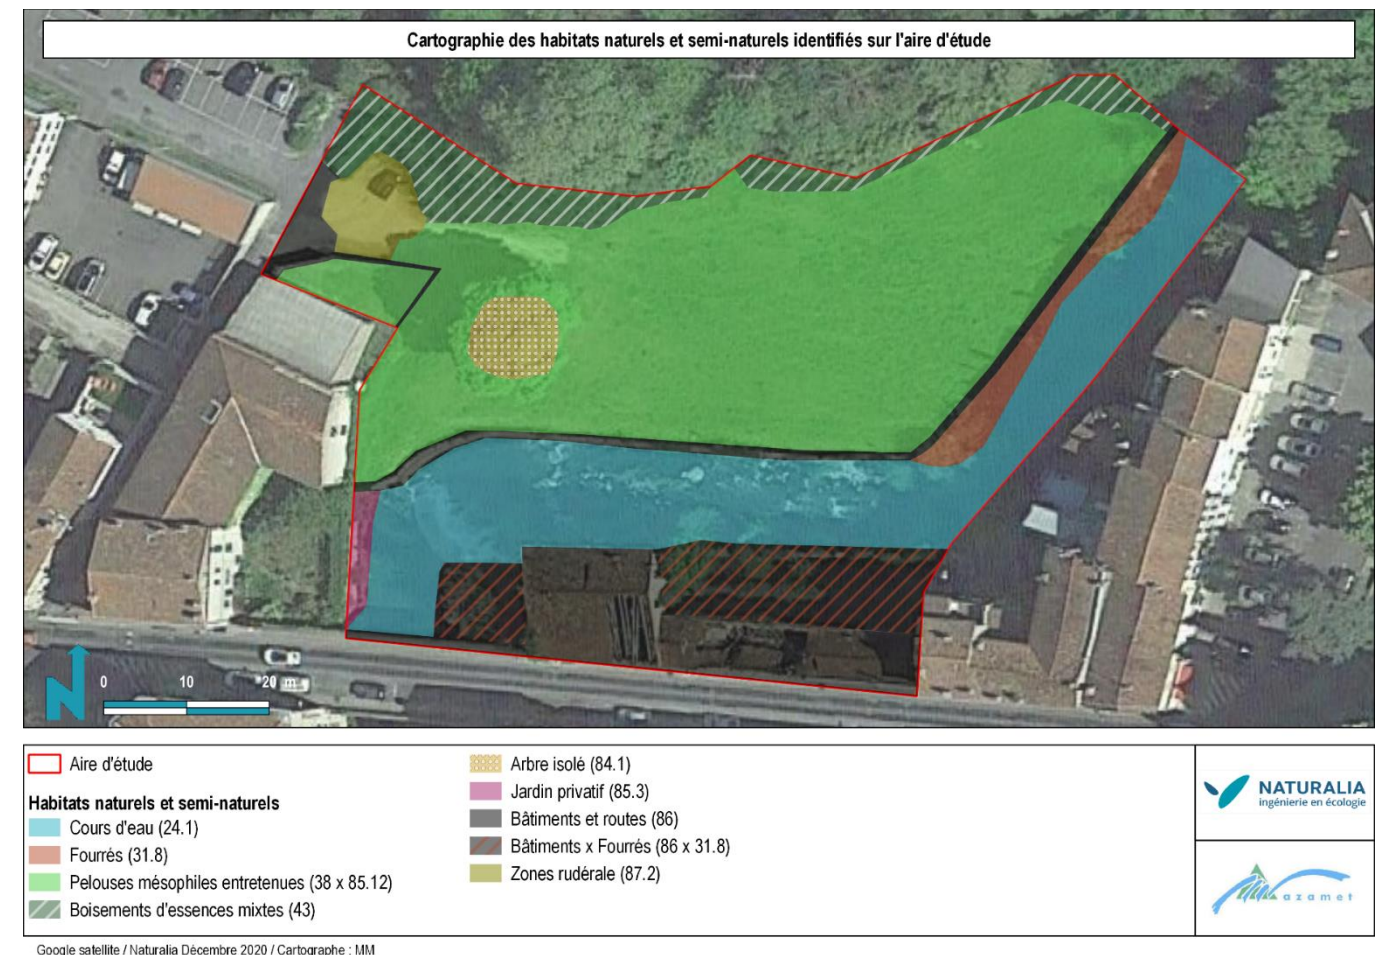 Cartographie des habitats naturels et semi-naturels identifiés sur l'aire d'étude
N
0 10 20 m
Aire d'étude
Habitats naturels et semi-naturels
Cours d'eau (24.1)
Fourrés (31.8)
Pelouses mésophiles entretenues (38 x 85.12)
Boisements d'essences mixtes (43)
Arbre isolé (84.1)
Jardin privatif (85.3)
Bâtiments et routes (86)
Bâtiments x Fourrés (86 x 31.8)
Zones rudérale (87.2)
NATURALIA
ingénierie en écologie
azamet
Google satellite / Naturalia Décembre 2020 / Cartographe : MM